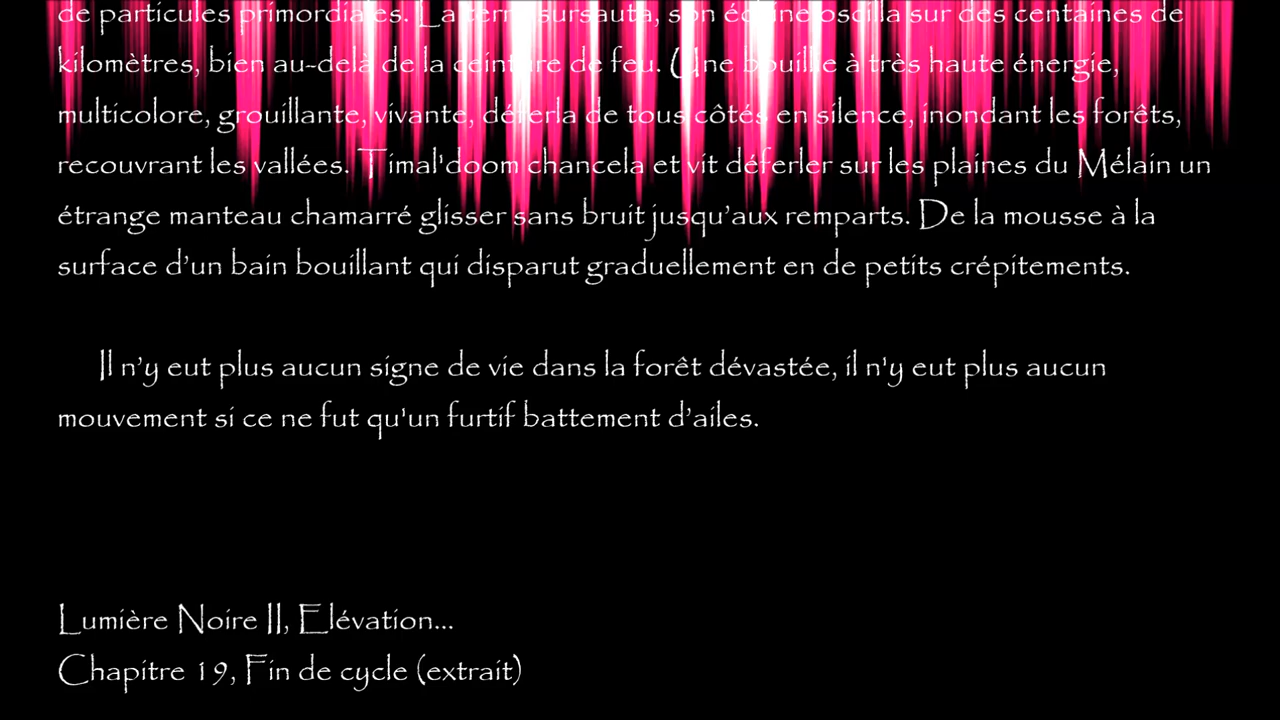 de particules primordiales. La terre sursauta, son échine oscilla sur des centaines de
kilomètres, bien au-delà de la ceinture de feu. Une bouillie à très haute énergie,
multicolore, grouillante, vivante, déferla de tous côtés en silence, inondant les forêts,
recouvrant les vallées. Timal'doom chancela et vit déferler sur les plaines du Mélain un
étrange manteau chamarré glisser sans bruit jusqu’aux remparts. De la mousse à la
surface d’un bain bouillant qui disparut graduellement en de petits crépitements.
Il n’y eut plus aucun signe de vie dans la forêt dévastée, il n'y eut plus aucun
mouvement si ce ne fut qu'un furtif battement d’ailes.
Lumière Noire II, Elévation...
Chapitre 19, Fin de cycle (extrait)